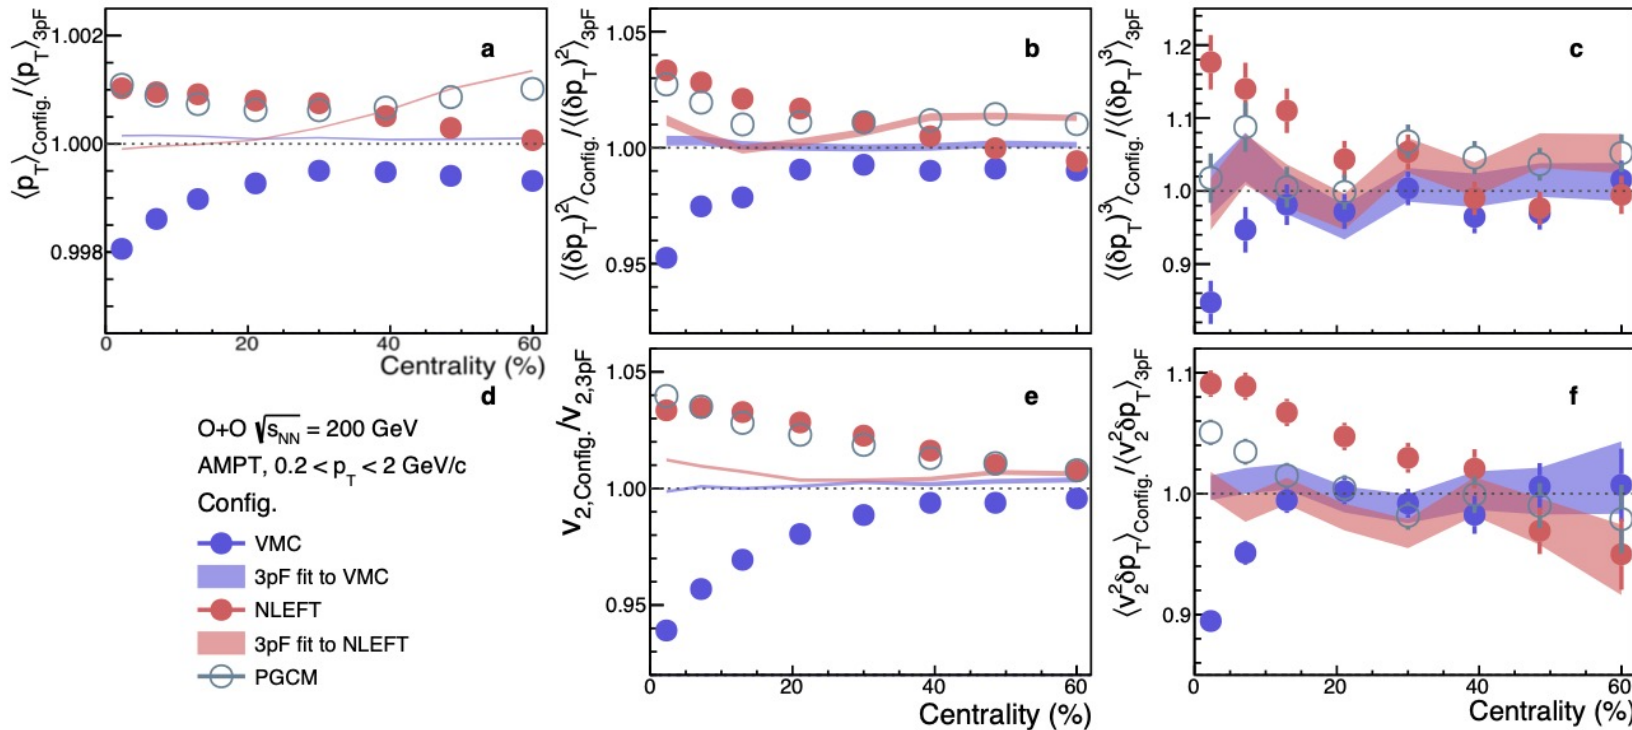 ⟨p_T⟩_Config./⟨p_T⟩_3pF
1.002
1.000
0.998
a
0 20 40 60
Centrality (%)
⟨(δp_T)²⟩_Config./⟨(δp_T)²⟩_3pF
1.05
1.00
0.95
b
⟨(δp_T)³⟩_Config./⟨(δp_T)³⟩_3pF
1.2
1.1
1.0
0.9
c
d
O+O √s_NN = 200 GeV
AMPT, 0.2 < p_T < 2 GeV/c
Config.
VMC
3pF fit to VMC
NLEFT
3pF fit to NLEFT
PGCM
v_2,Config./v_2,3pF
1.05
1.00
0.95
e
0 20 40 60
Centrality (%)
⟨v₂²δp_T⟩_Config./⟨v₂²δp_T⟩_3pF
1.1
1.0
0.9
f
0 20 40 60
Centrality (%)